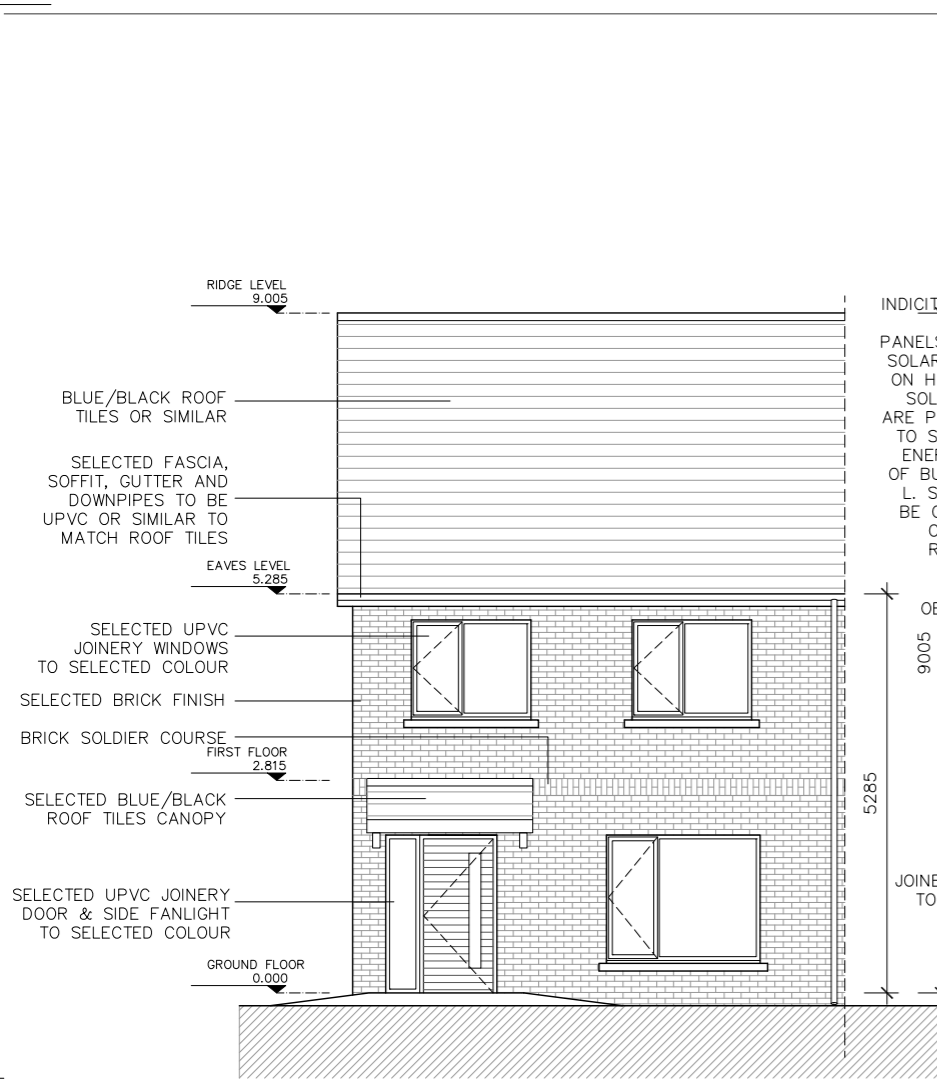 RIDGE LEVEL
9.005
BLUE/BLACK ROOF
TILES OR SIMILAR
SELECTED FASCIA,
SOFFIT, GUTTER AND
DOWNPIPES TO BE
UPVC OR SIMILAR TO
MATCH ROOF TILES
EAVES LEVEL
5.285
SELECTED UPVC
JOINERY WINDOWS
TO SELECTED COLOUR
SELECTED BRICK FINISH
BRICK SOLDIER COURSE
FIRST FLOOR
2.815
SELECTED BLUE/BLACK
ROOF TILES CANOPY
SELECTED UPVC JOINERY
DOOR & SIDE FANLIGHT
TO SELECTED COLOUR
GROUND FLOOR
0.000
5285
9005
PANELS
SOLAR
ON H
SOL
ARE P
TO S
ENER
OF BU
L. S
BE C
TO